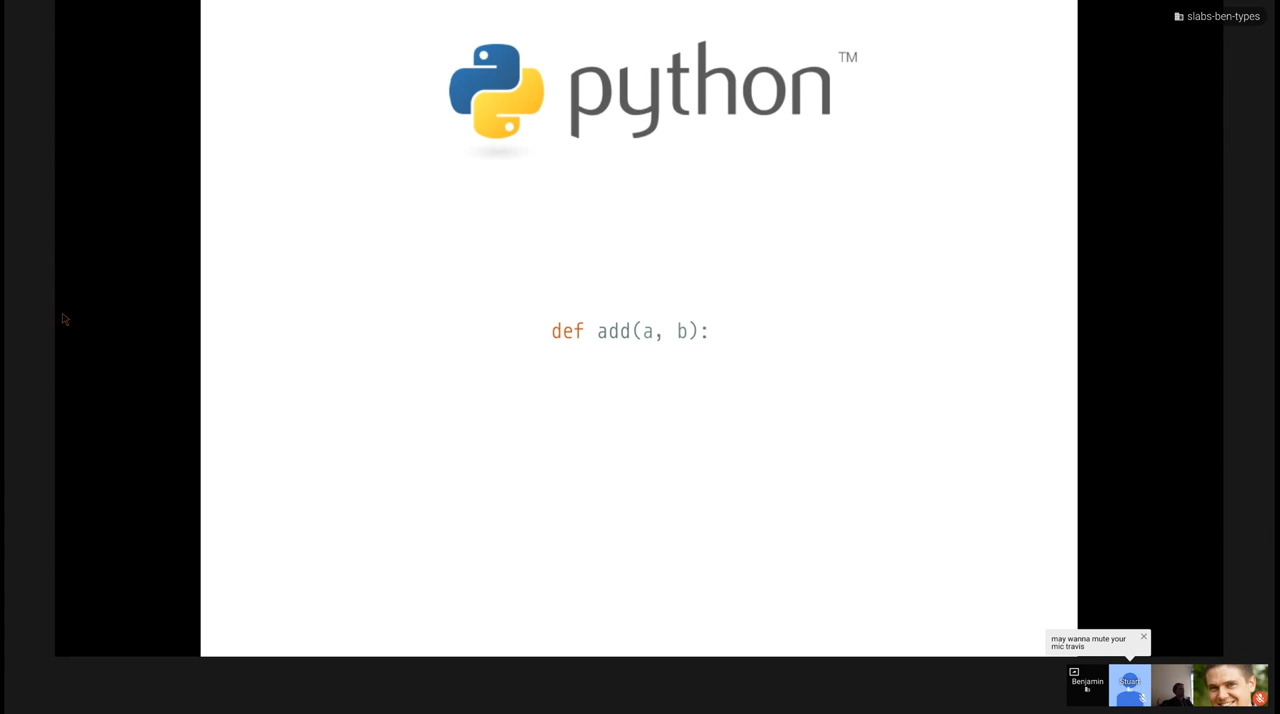 slabs-ben-types
python™
def add(a, b):
may wanna mute your
mic travis
Benjamin
Stuart